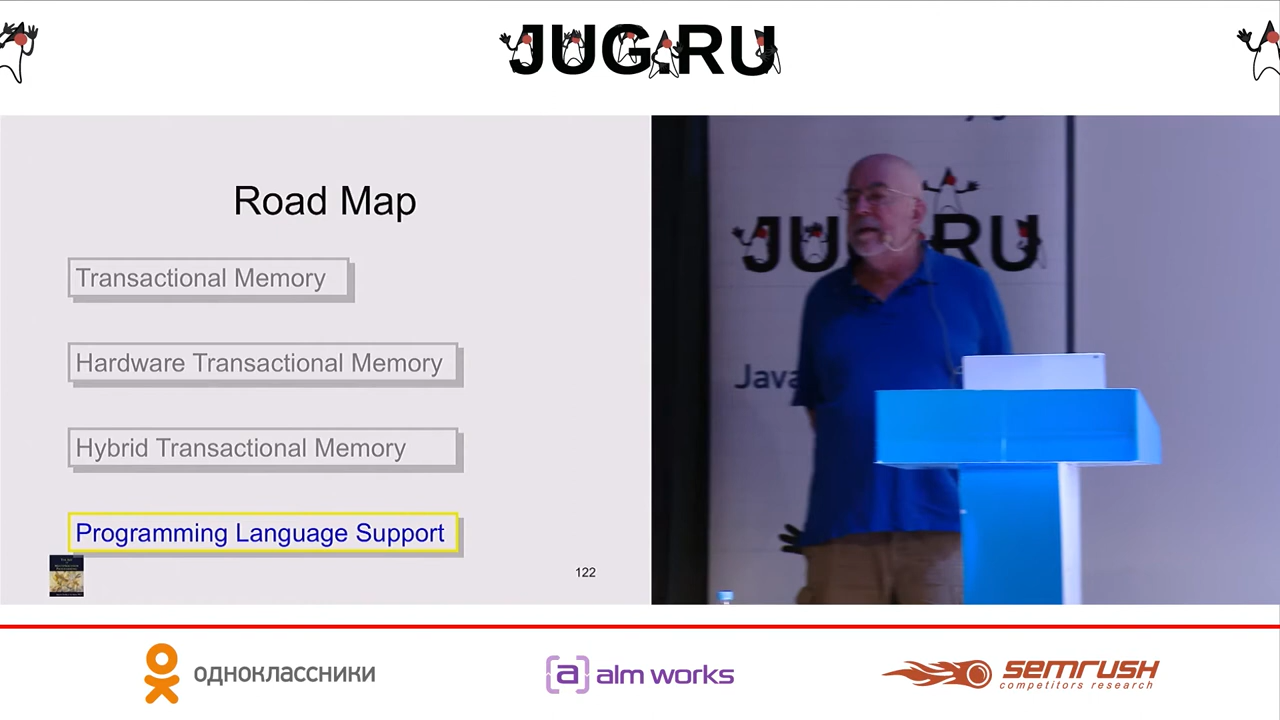 JUG.RU
Road Map
Transactional Memory
Hardware Transactional Memory
Hybrid Transactional Memory
Programming Language Support
122
JU RU
Java
одноклассники
[a] alm works
semrush
competitors research